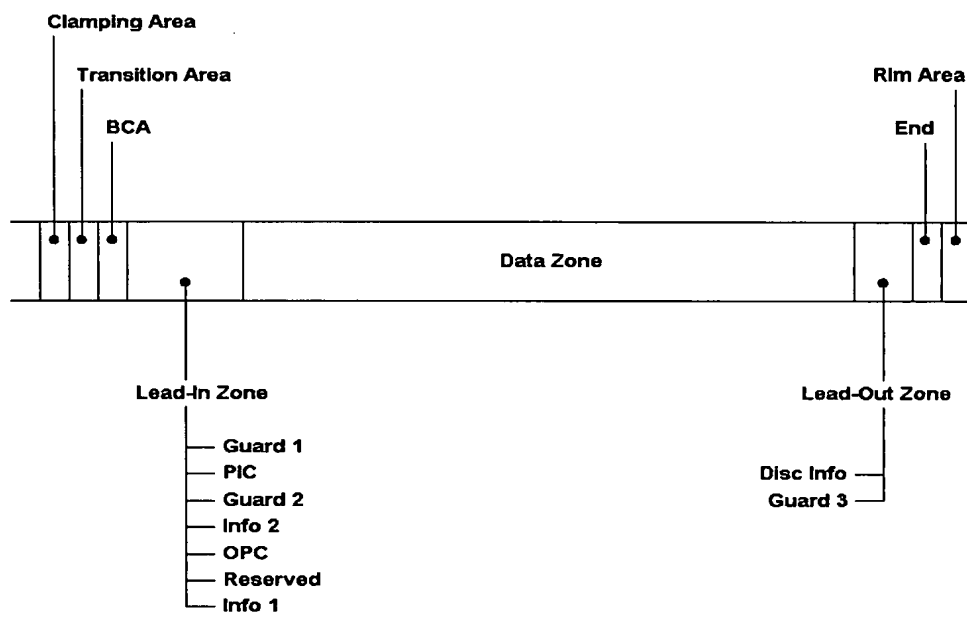 Clamping Area
Transition Area
Rim Area
BCA
End
Data Zone
Lead-In Zone
Lead-Out Zone
Guard 1
PIC
Guard 2
Info 2
OPC
Reserved
Info 1
Disc Info
Guard 3